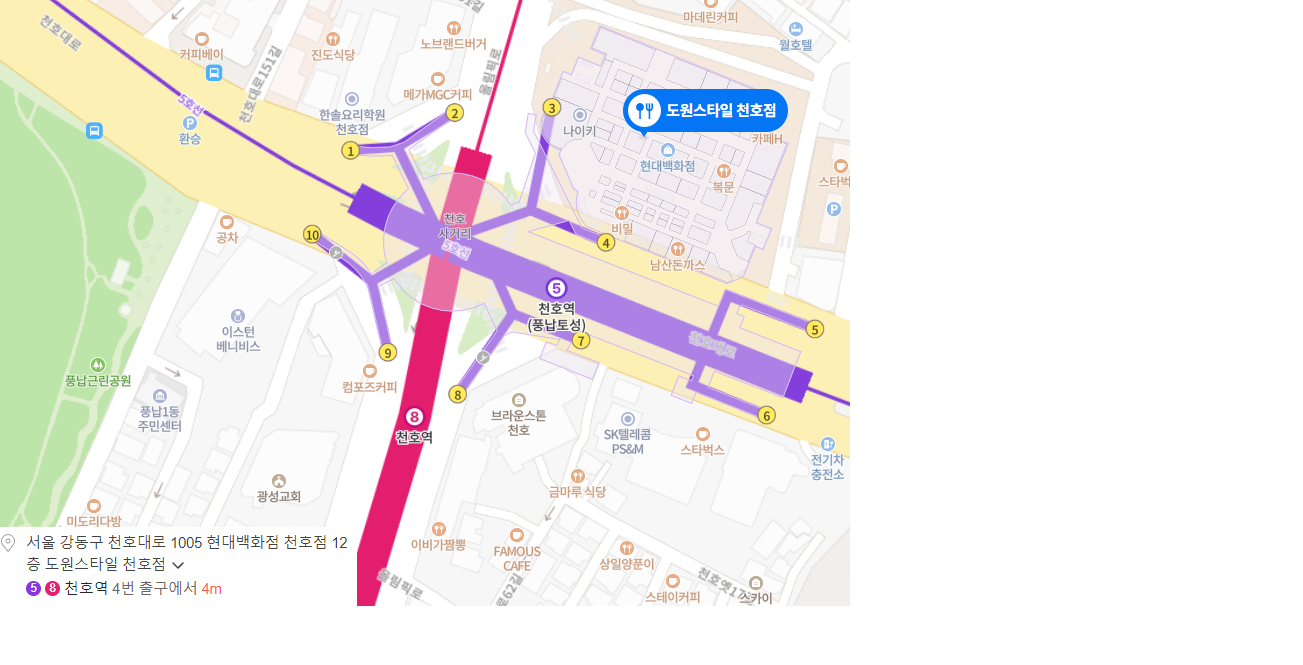 천호대로
커피베이
진도식당
노브랜드버거
마데린커피
월호텔
천호대로151길
올림픽로
메가MGC커피
5호선
환승
한솔요리학원
천호점
2
3
1
나이키
도원스타일 천호점
카페H
현대백화점
복문
스타벅
P
P
10
공차
천호
사거리
5호선
비밀
4
남산돈까스
5
천호역
(풍납토성)
7
천호대로
5
이스턴
베니비스
9
컴포즈커피
8
6
풍납근린공원
풍납1동
주민센터
8
천호역
브라운스톤
천호
SK텔레콤
PS&M
스타벅스
전기차
충전소
광성교회
금마루 식당
미도리다방
이비가짬뽕
FAMOUS
CAFE
상일양푼이
스테이커피
스카이
올림픽로
로62길
서울 강동구 천호대로 1005 현대백화점 천호점 12
층 도원스타일 천호점
5 8 천호역 4번 출구에서 4m